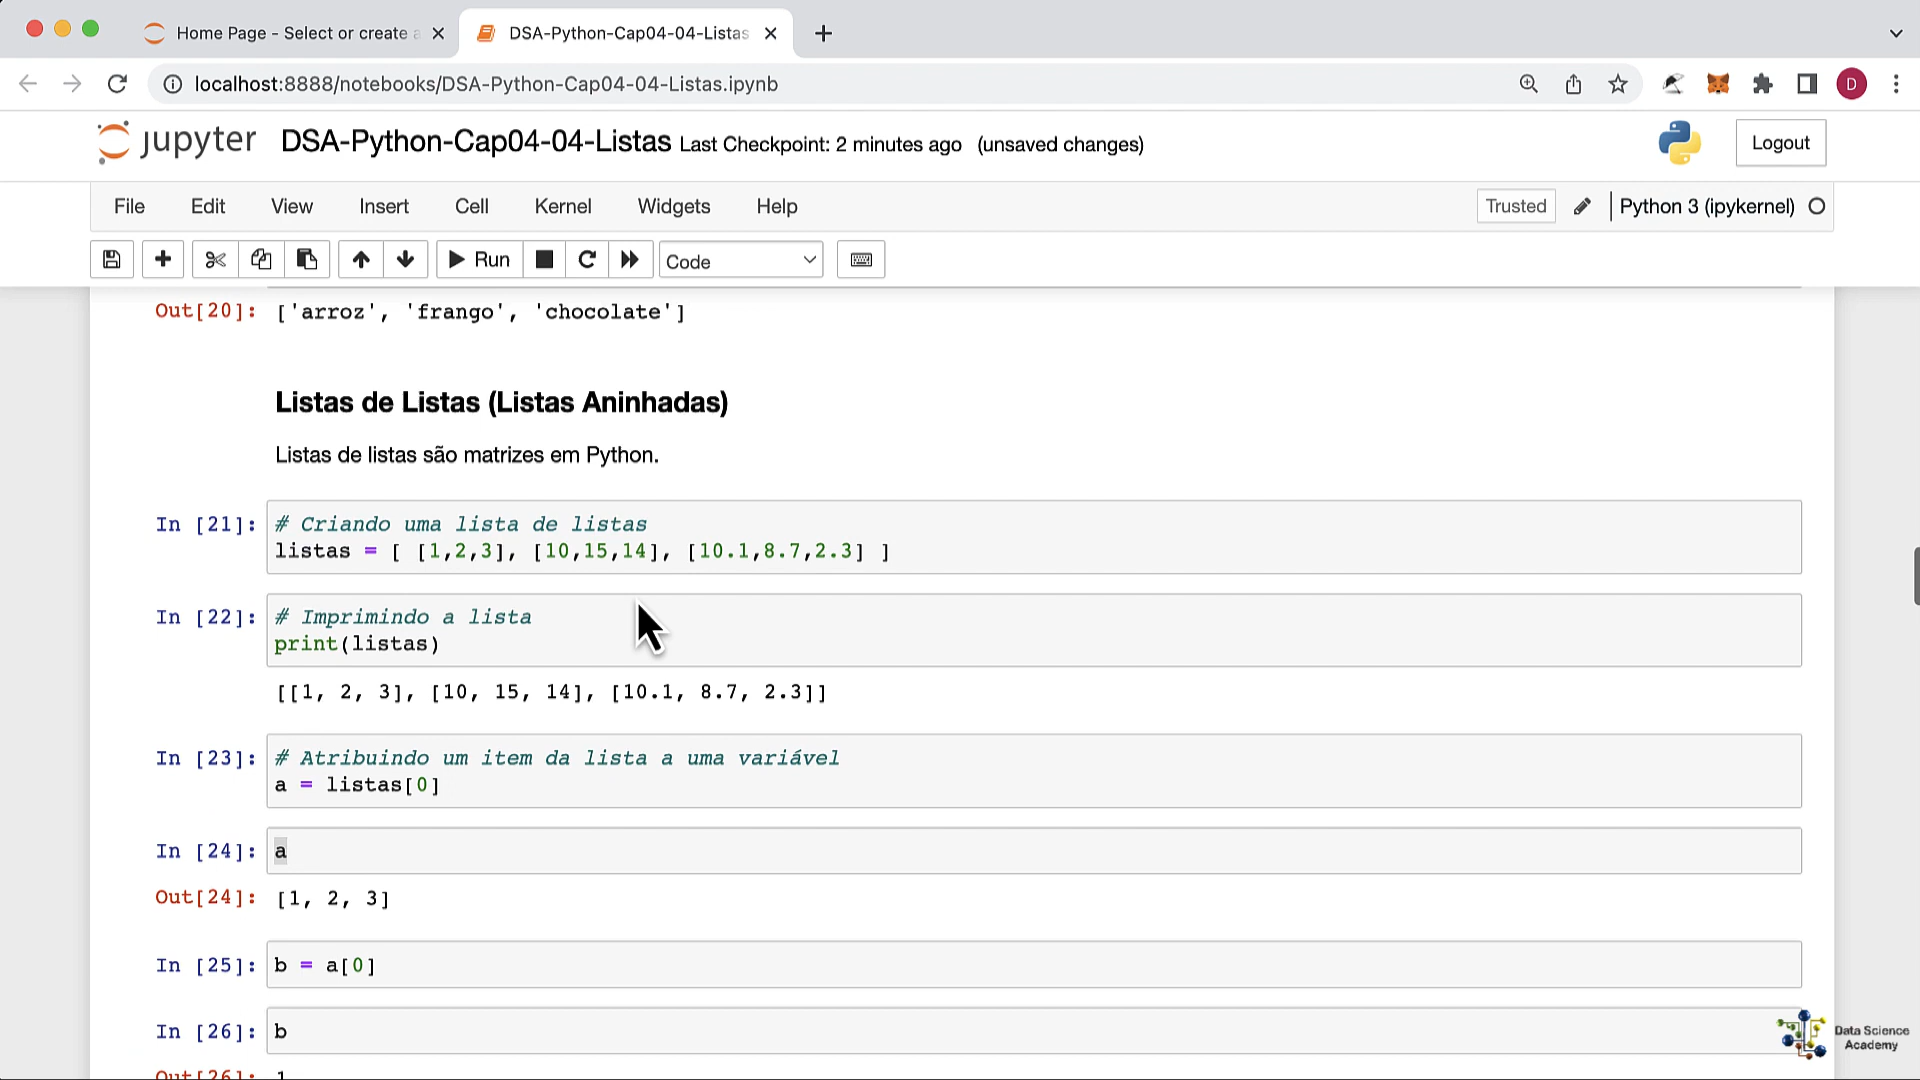 Home Page - Select or create a
DSA-Python-Cap04-04-Listas
localhost:8888/notebooks/DSA-Python-Cap04-04-Listas.ipynb
D
jupyter DSA-Python-Cap04-04-Listas Last Checkpoint: 2 minutes ago (unsaved changes)
Logout
File Edit View Insert Cell Kernel Widgets Help
Trusted Python 3 (ipykernel)
Run Code
Out[20]: ['arroz', 'frango', 'chocolate']
Listas de Listas (Listas Aninhadas)
Listas de listas são matrizes em Python.
In [21]: # Criando uma lista de listas
listas = [ [1,2,3], [10,15,14], [10.1,8.7,2.3] ]
In [22]: # Imprimindo a lista
print(listas)
[[1, 2, 3], [10, 15, 14], [10.1, 8.7, 2.3]]
In [23]: # Atribuindo um item da lista a uma variável
a = listas[0]
In [24]: a
Out[24]: [1, 2, 3]
In [25]: b = a[0]
In [26]: b
Out[26]: 1
Data Science
Academy